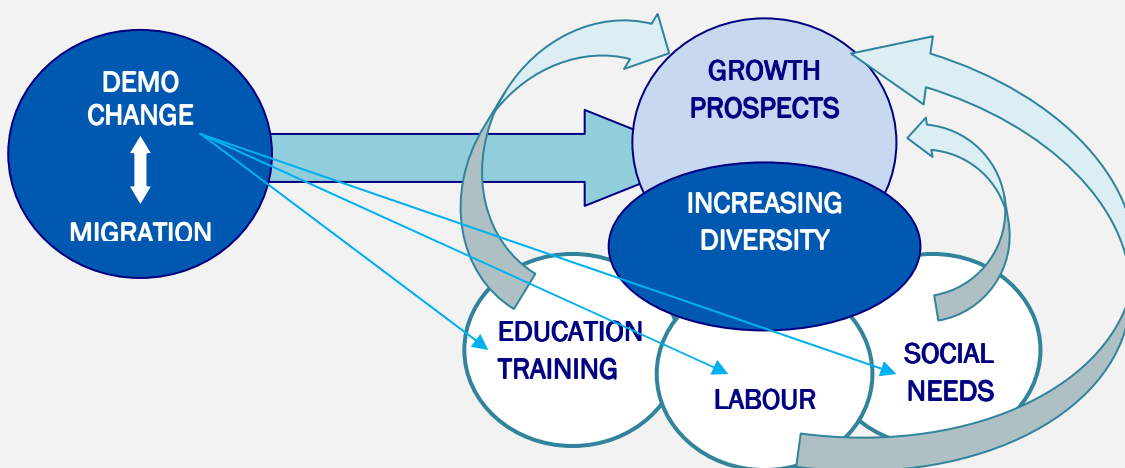 DEMO
CHANGE
MIGRATION
GROWTH
PROSPECTS
INCREASING
DIVERSITY
EDUCATION
TRAINING
LABOUR
SOCIAL
NEEDS